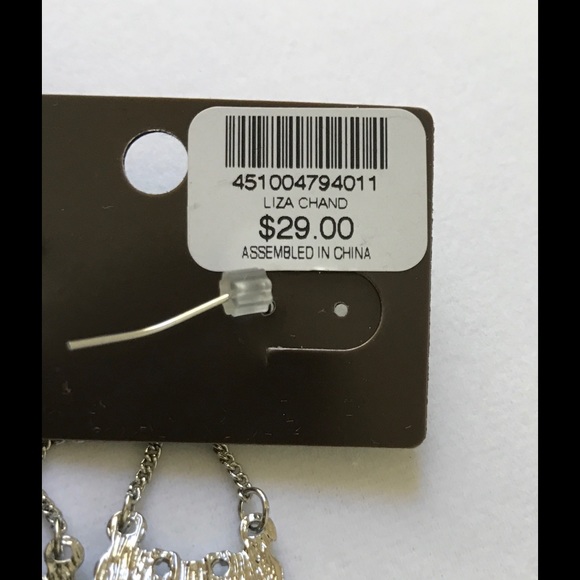 451004794011
LIZA CHAND
$29.00
ASSEMBLED IN CHINA